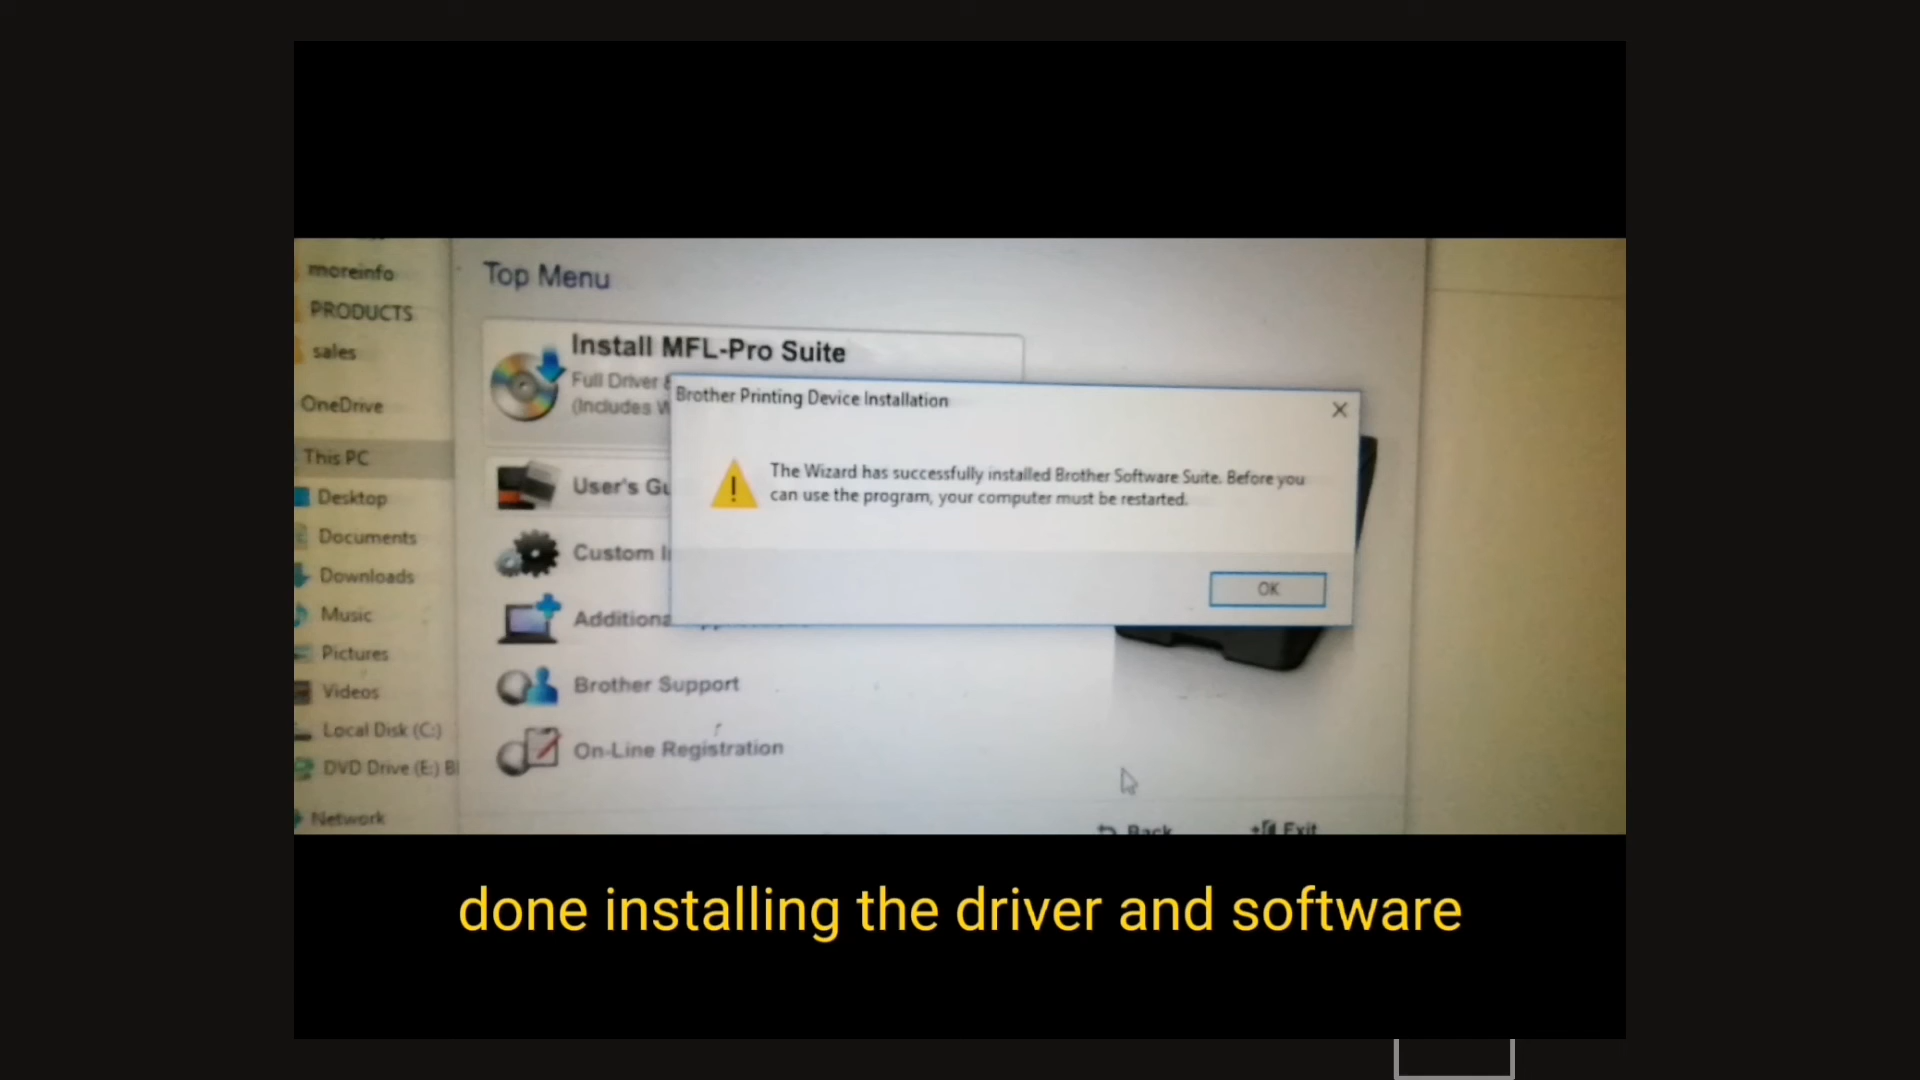 moreinfo
PRODUCTS
sales
OneDrive
This PC
Desktop
Documents
Downloads
Music
Pictures
Videos
Local Disk (C:)
DVD Drive (E:)
Network
Top Menu
Install MFL-Pro Suite
Full Driver &
(Includes
User's
Custom
Brother Support
On-Line Registration
Back
Exit
Brother Printing Device Installation
The Wizard has successfully installed Brother Software Suite. Before you
can use the program, your computer must be restarted.
OK
done installing the driver and software